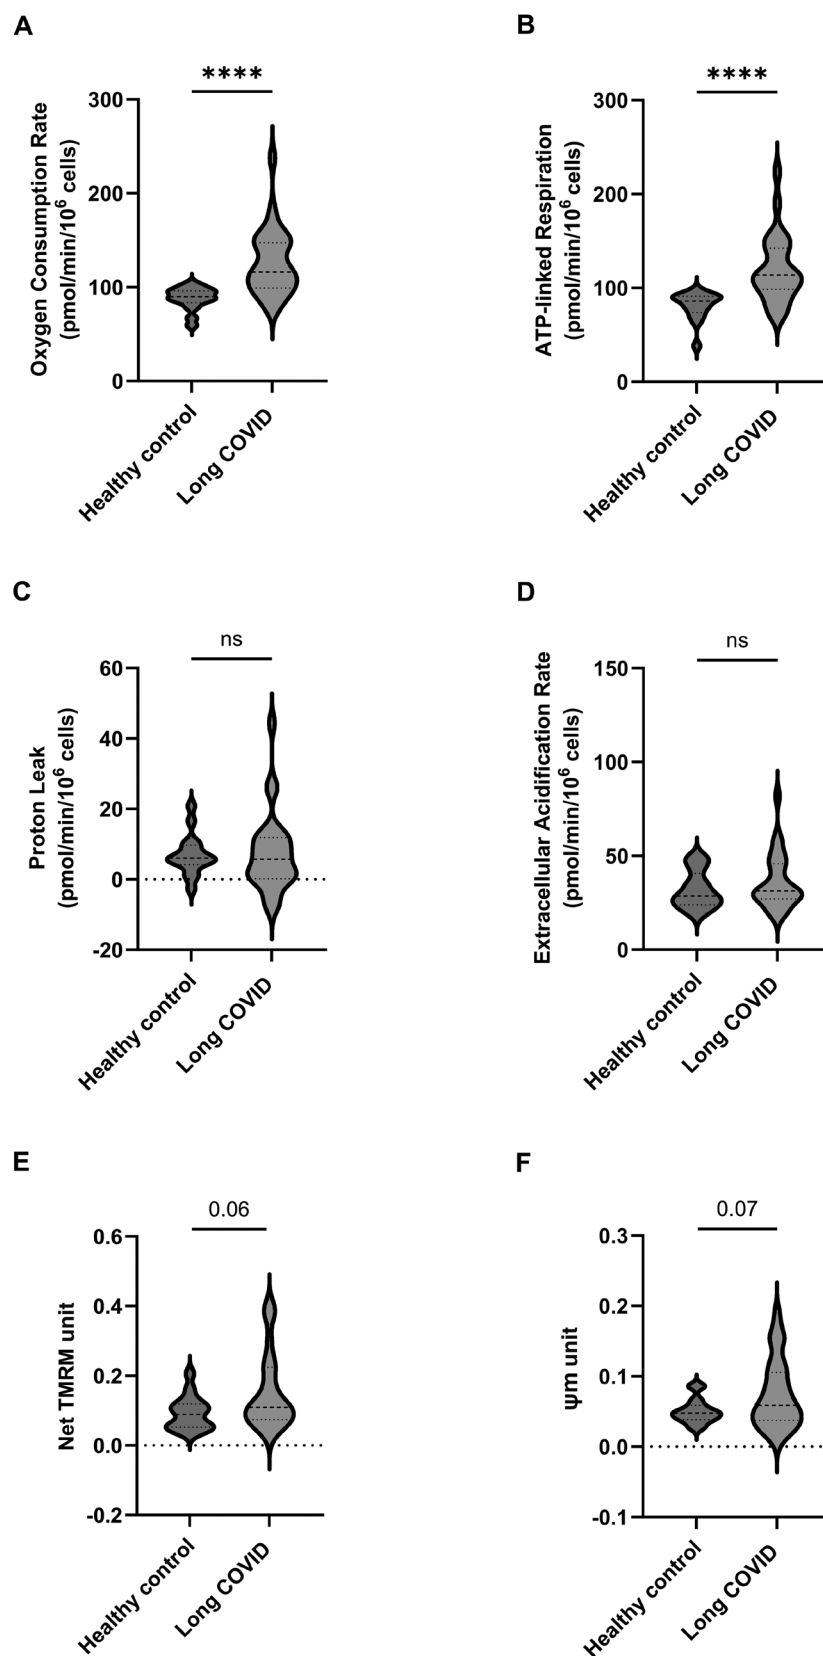 A
****
Oxygen Consumption Rate
(pmol/min/10⁶ cells)
300
200
100
0
Healthy control
Long COVID
B
****
ATP-linked Respiration
(pmol/min/10⁶ cells)
300
200
100
0
Healthy control
Long COVID
C
ns
Proton Leak
(pmol/min/10⁶ cells)
60
40
20
0
-20
Healthy control
Long COVID
D
ns
Extracellular Acidification Rate
(pmol/min/10⁶ cells)
150
100
50
0
Healthy control
Long COVID
E
0.06
Net TMRM unit
0.6
0.4
0.2
0.0
-0.2
Healthy control
Long COVID
F
0.07
Ψm unit
0.3
0.2
0.1
0.0
-0.1
Healthy control
Long COVID